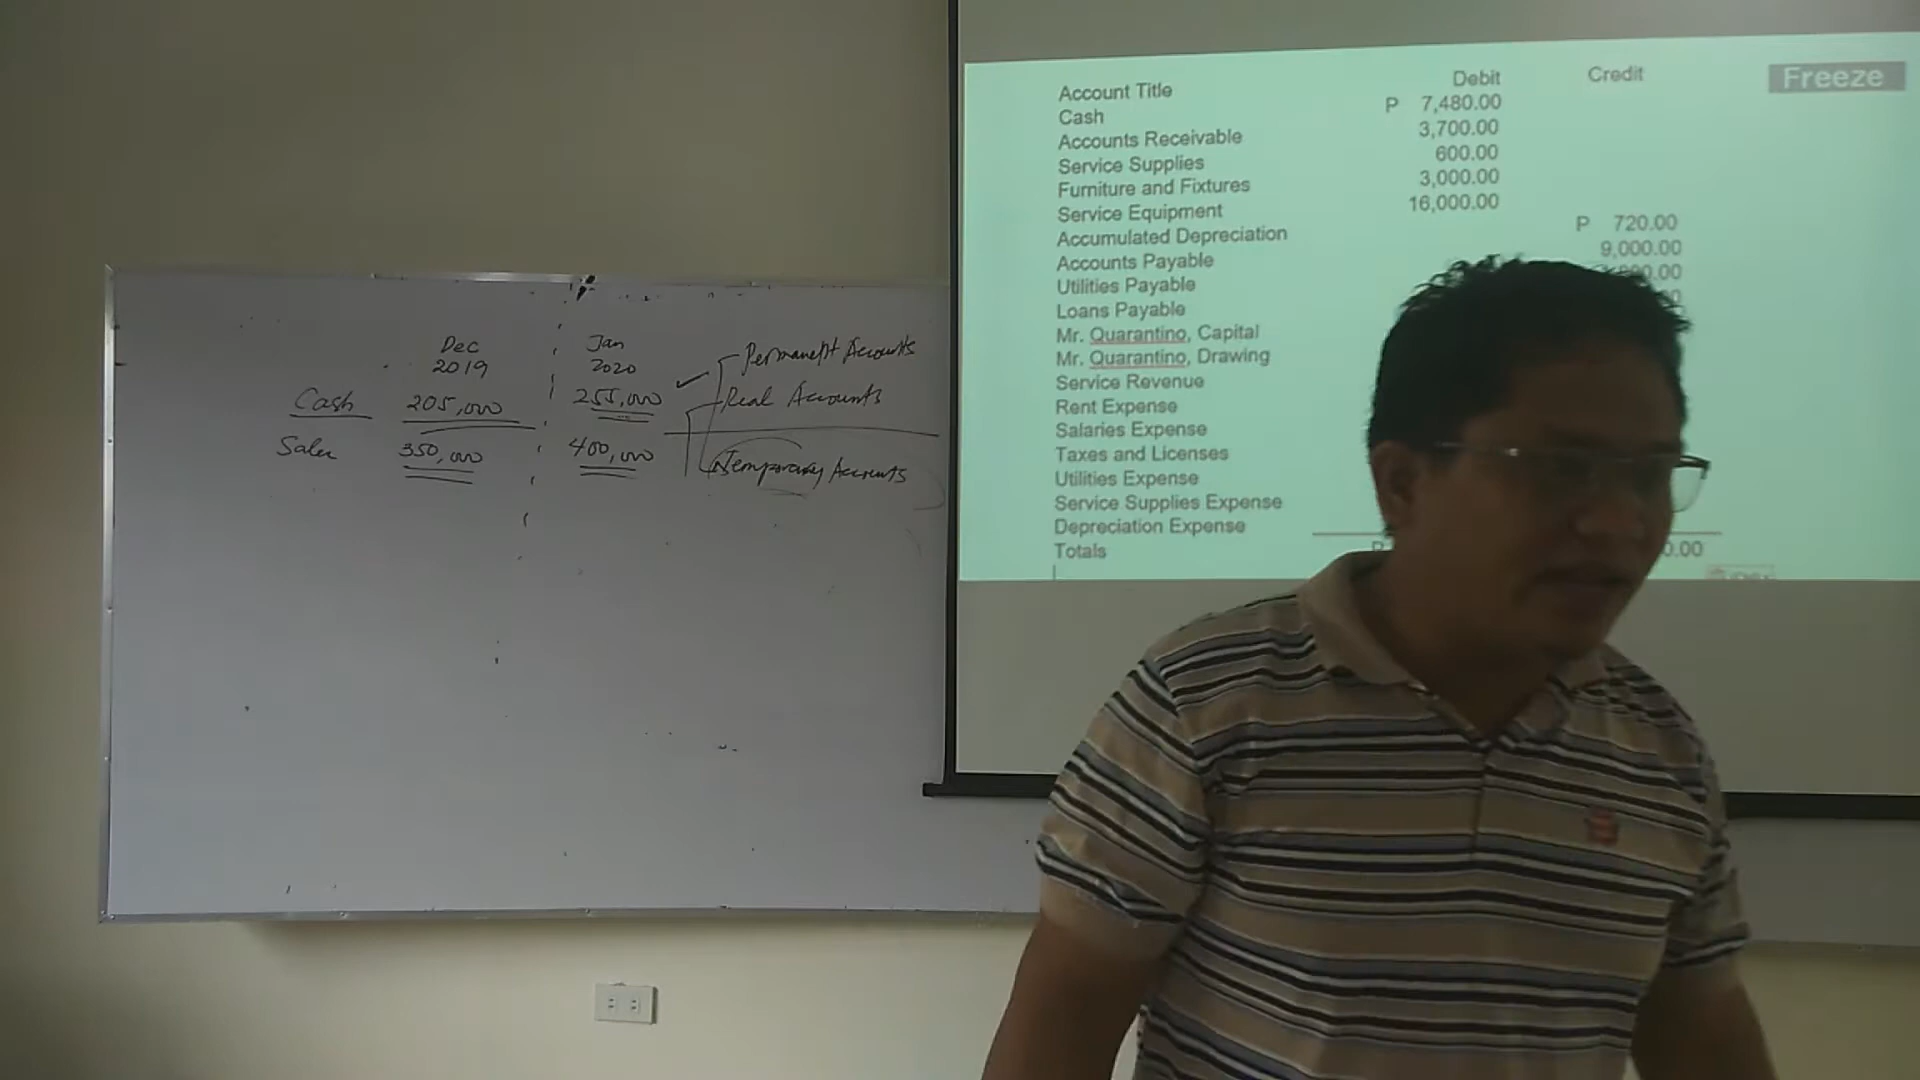 Dec
2019
Jan
2020
Cash 205,000 255,000
Sales 350,000 400,000
Permanent Accounts
Real Accounts
Temporary Accounts
Freeze
Account Title Debit Credit
Cash P 7,480.00
Accounts Receivable 3,700.00
Service Supplies 600.00
Furniture and Fixtures 3,000.00
Service Equipment 16,000.00
Accumulated Depreciation P 720.00
Accounts Payable 9,000.00
Utilities Payable
Loans Payable
Mr. Quarantino, Capital
Mr. Quarantino, Drawing
Service Revenue
Rent Expense
Salaries Expense
Taxes and Licenses
Utilities Expense
Service Supplies Expense
Depreciation Expense
Totals